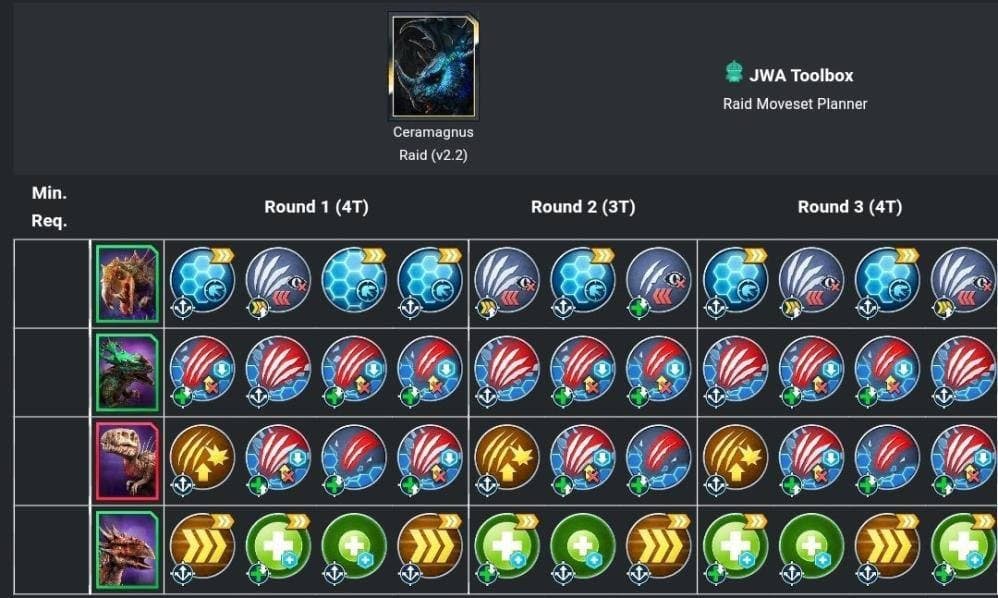 JWA Toolbox
Raid Moveset Planner
Ceramagnus
Raid (v2.2)
Min.
Req.
Round 1 (4T)
Round 2 (3T)
Round 3 (4T)